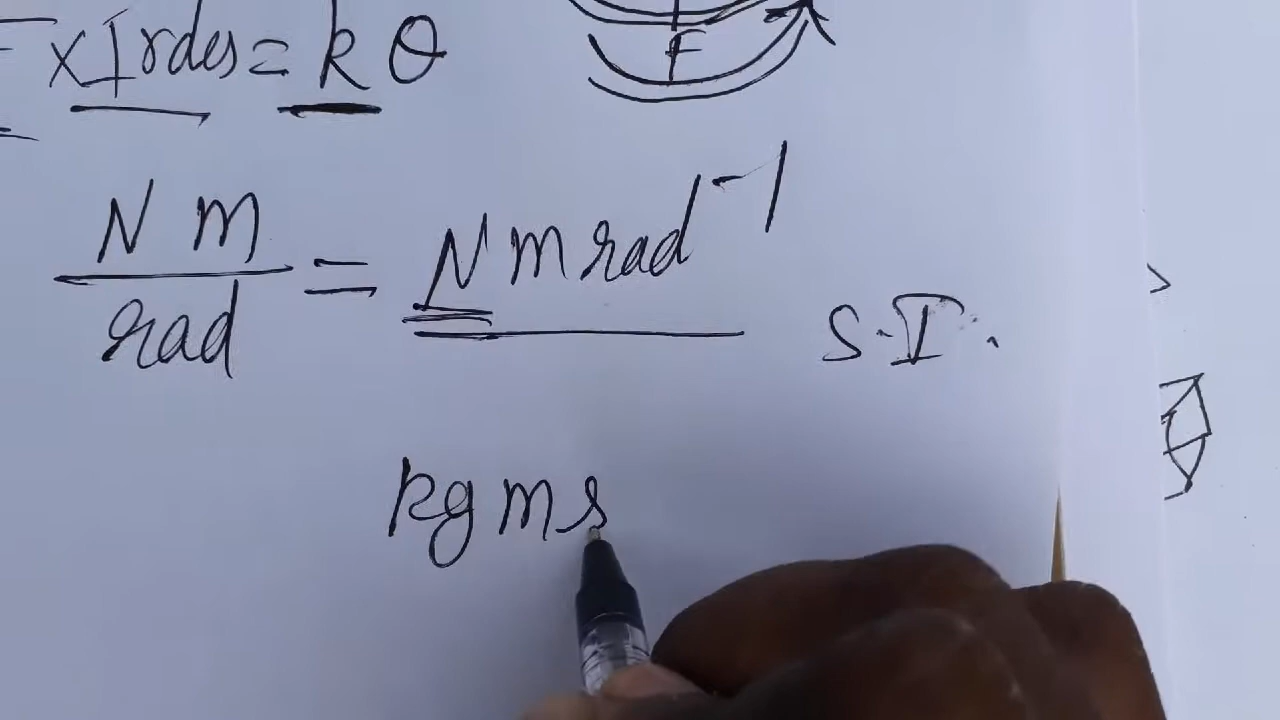 x I rdes = k θ
F
N m / rad = N m rad⁻¹
S.I.
kg m s